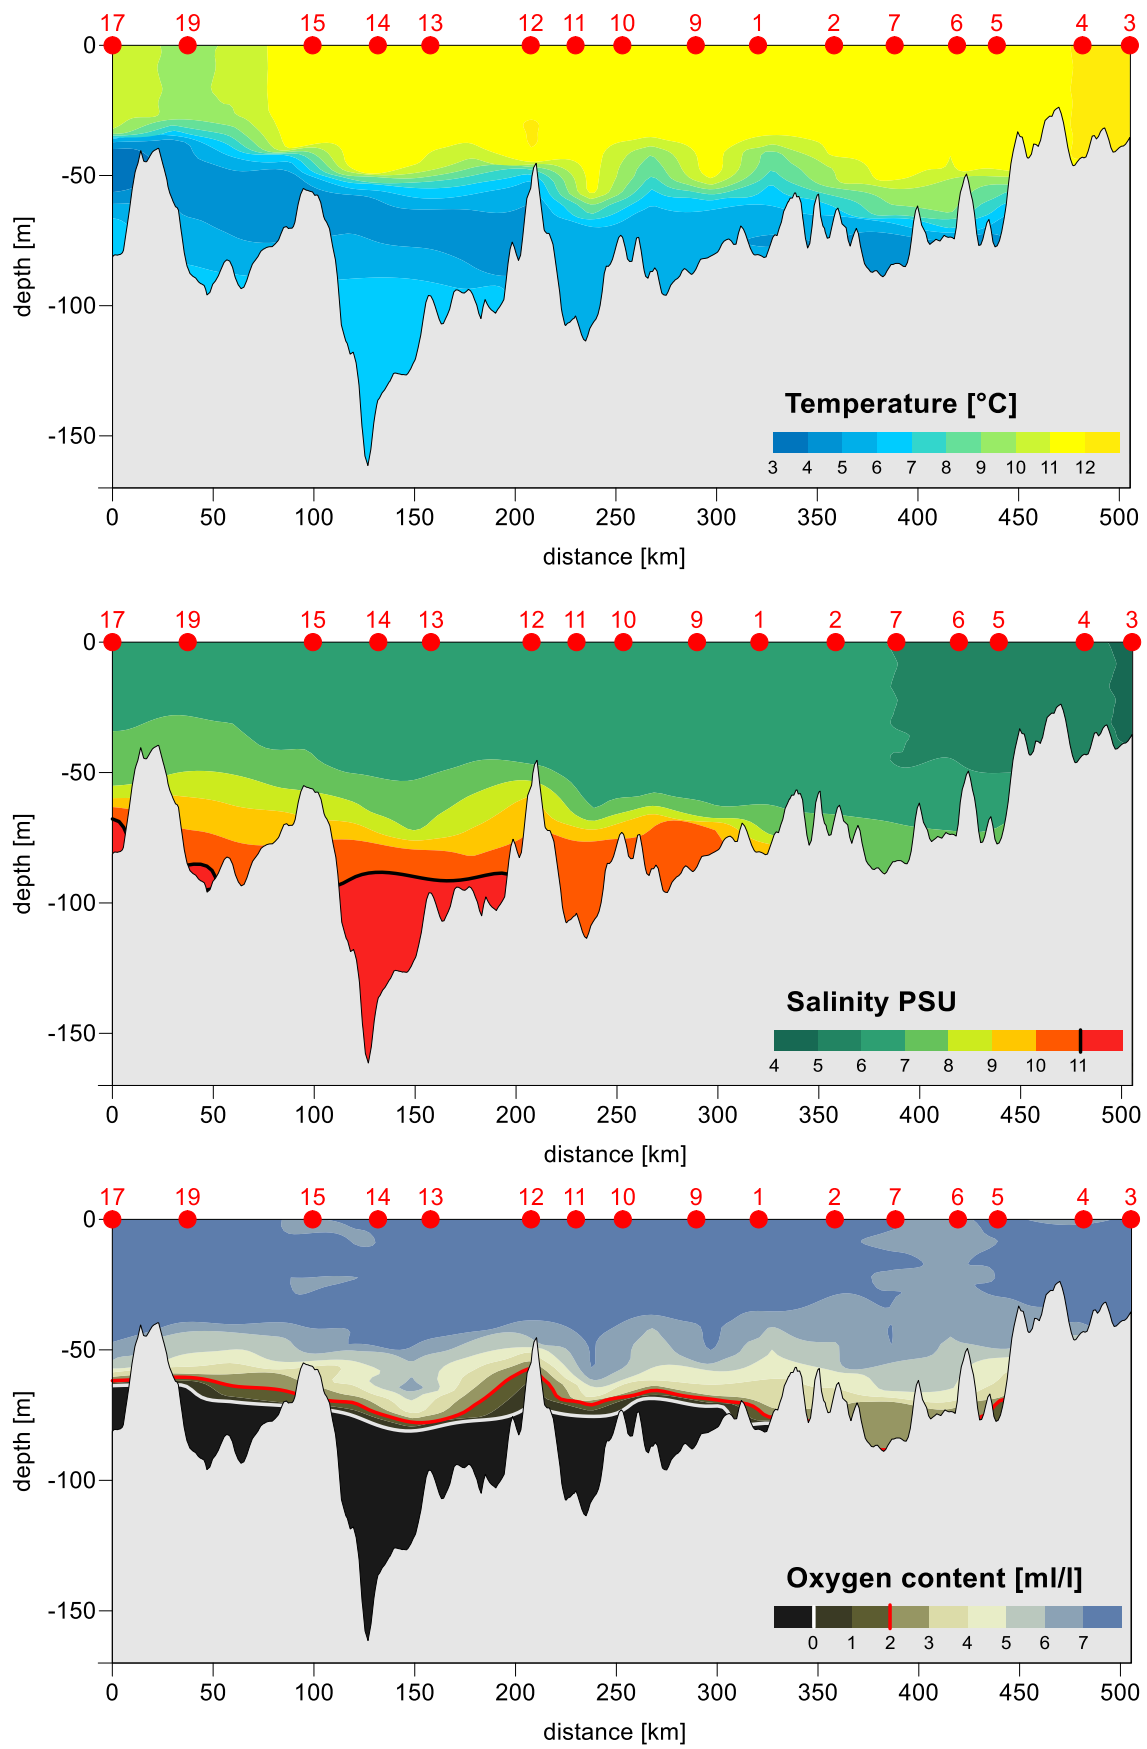 17 19 15 14 13 12 11 10 9 1 2 7 6 5 4 3
0
-50
-100
-150
depth [m]
Temperature [°C]
3 4 5 6 7 8 9 10 11 12
0 50 100 150 200 250 300 350 400 450 500
distance [km]
17 19 15 14 13 12 11 10 9 1 2 7 6 5 4 3
0
-50
-100
-150
depth [m]
Salinity PSU
4 5 6 7 8 9 10 11
0 50 100 150 200 250 300 350 400 450 500
distance [km]
17 19 15 14 13 12 11 10 9 1 2 7 6 5 4 3
0
-50
-100
-150
depth [m]
Oxygen content [ml/l]
0 1 2 3 4 5 6 7
0 50 100 150 200 250 300 350 400 450 500
distance [km]